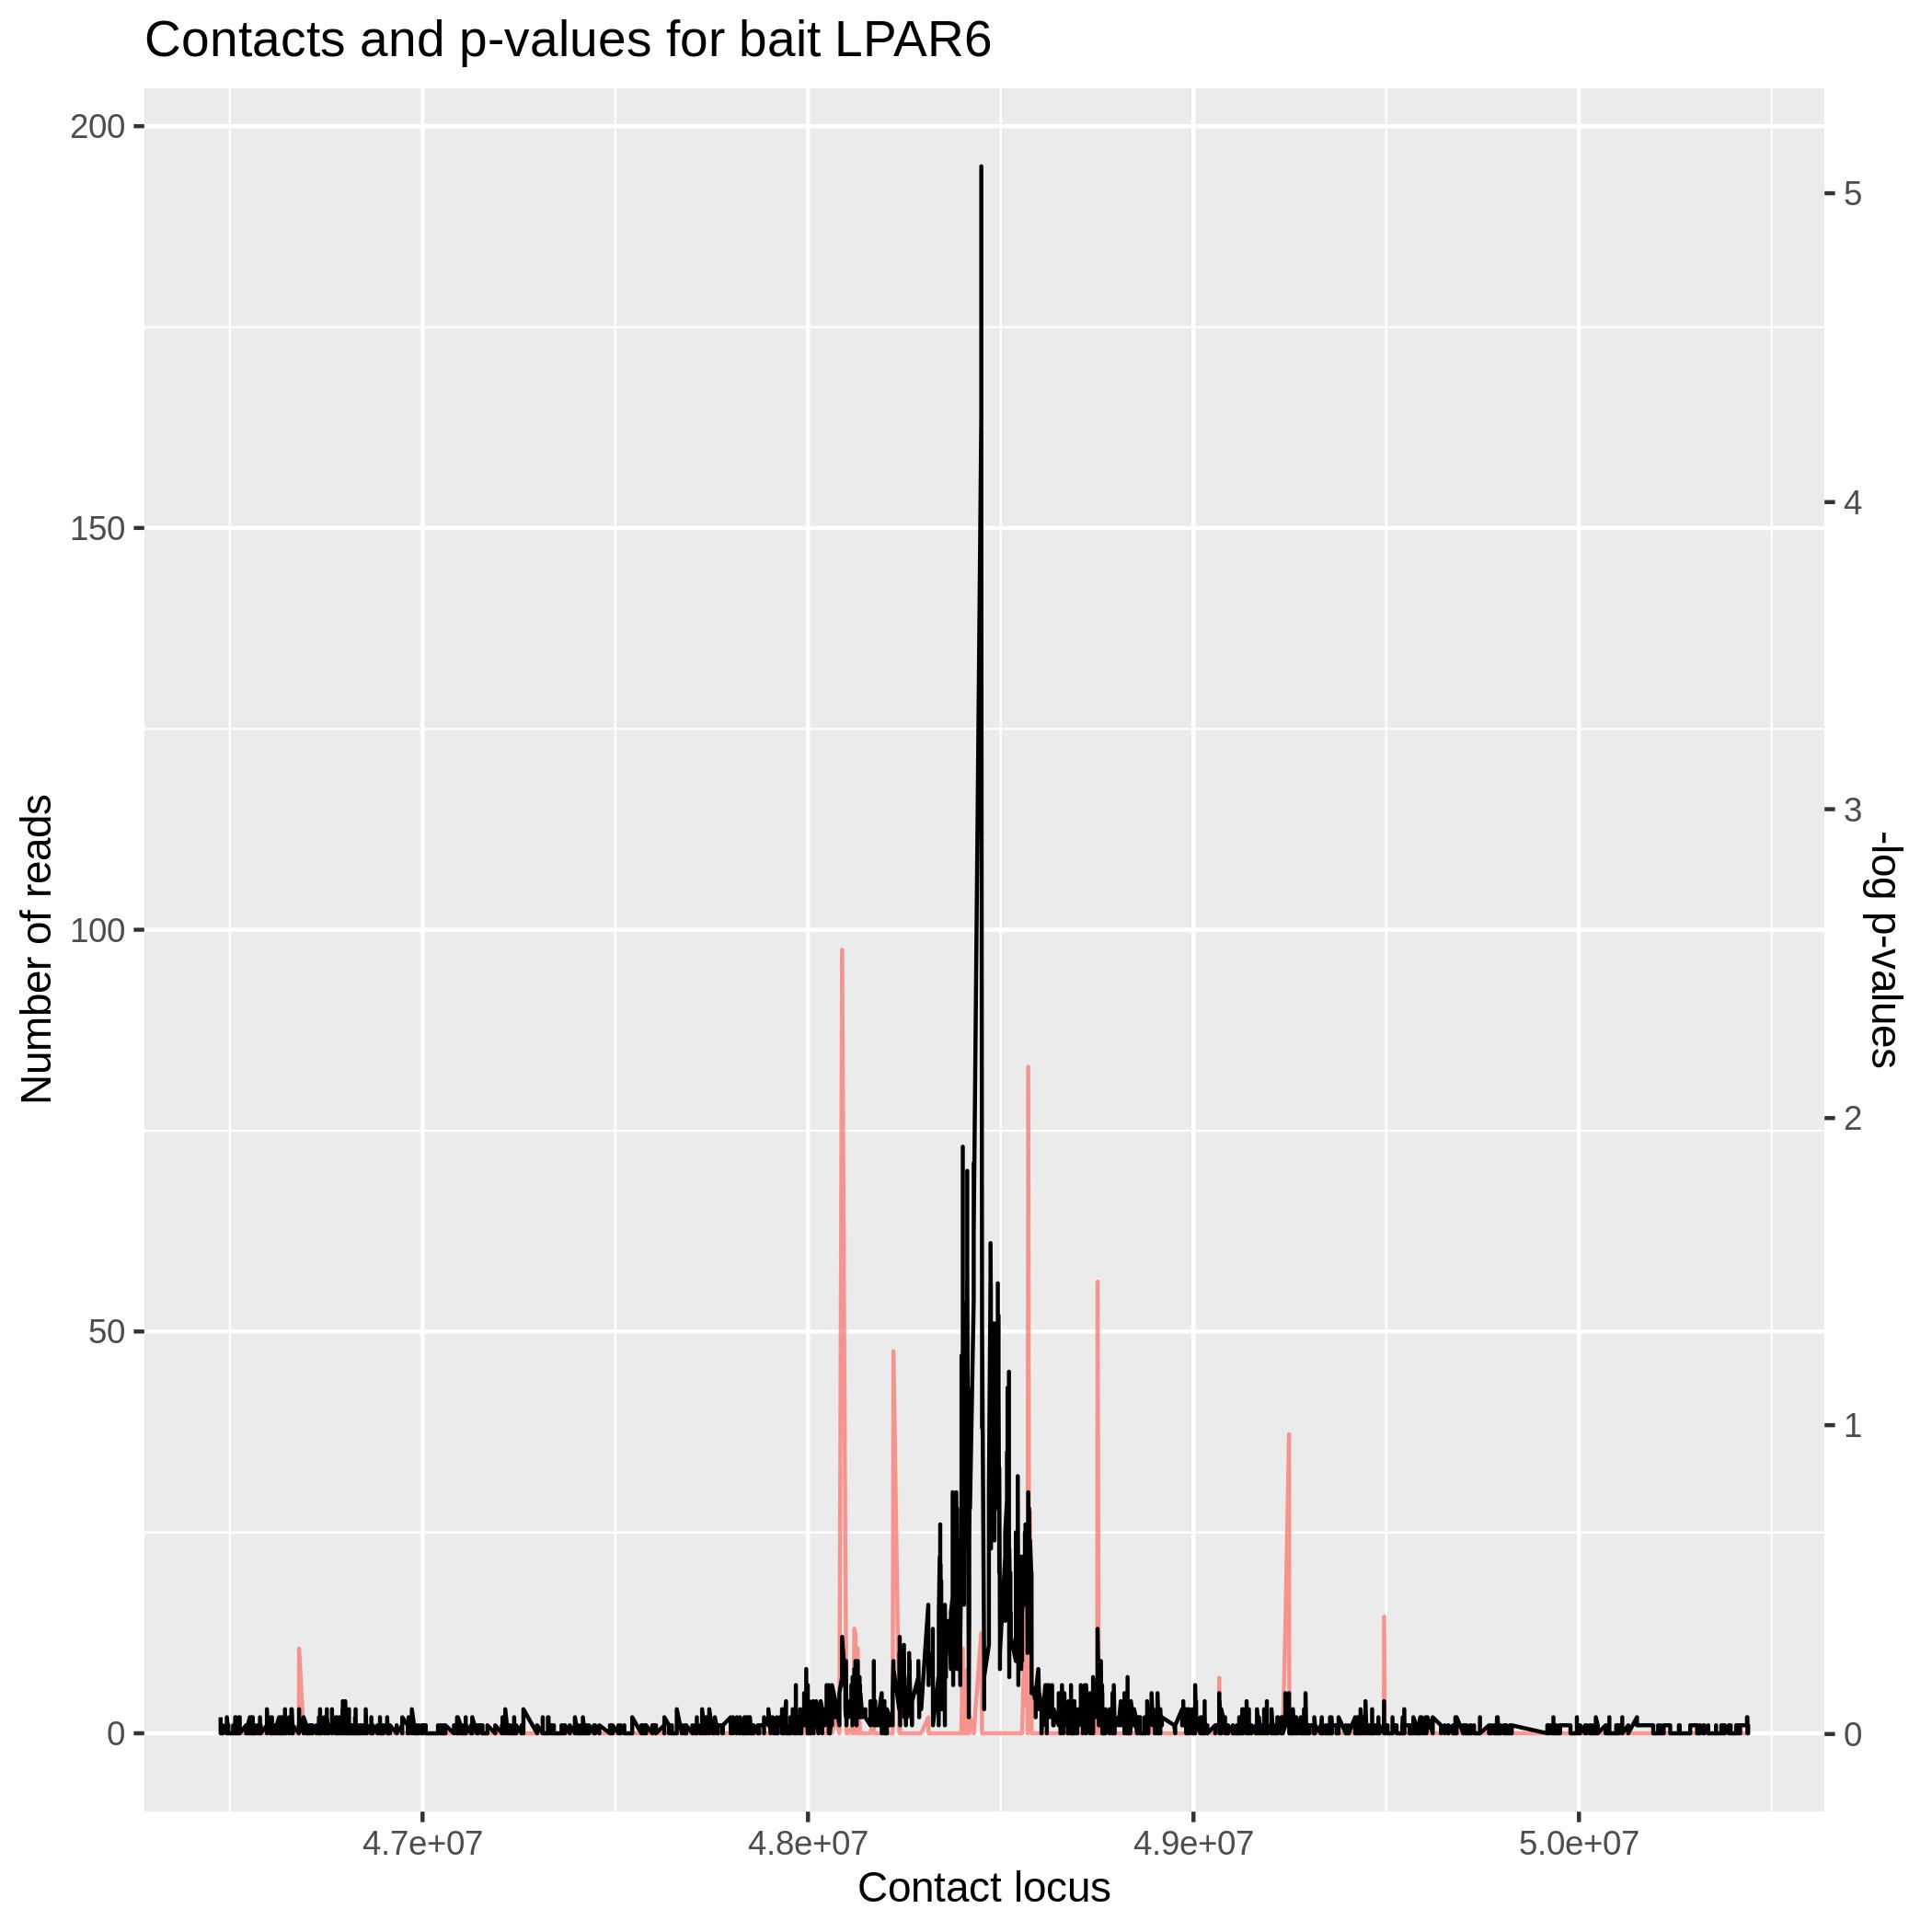 Contacts and p-values for bait LPAR6
200
150
100
50
0
5
4
3
2
1
0
Number of reads
-log p-values
4.7e+07
4.8e+07
4.9e+07
5.0e+07
Contact locus